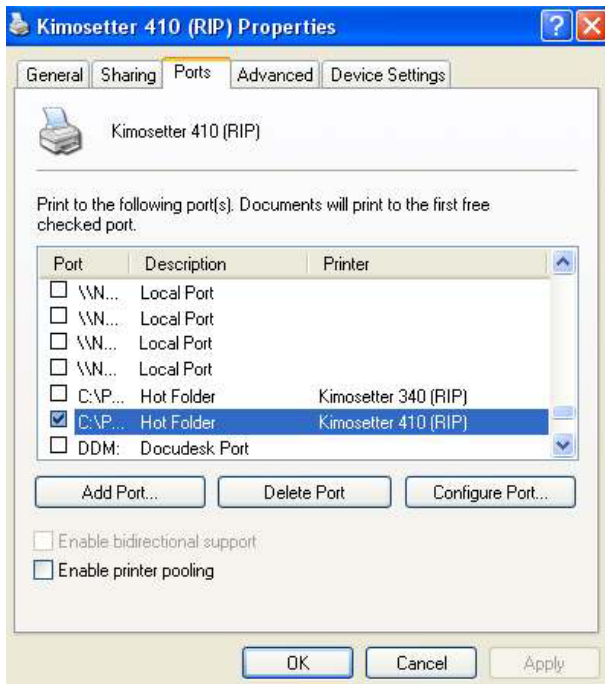 Kimosetter 410 (RIP) Properties
General Sharing Ports Advanced Device Settings
Kimosetter 410 (RIP)
Print to the following port(s). Documents will print to the first free
checked port.
Port Description Printer
\\N... Local Port
\\N... Local Port
\\N... Local Port
\\N... Local Port
C:\P... Hot Folder Kimosetter 340 (RIP)
C:\P... Hot Folder Kimosetter 410 (RIP)
DDM: Docudesk Port
Add Port... Delete Port Configure Port...
Enable bidirectional support
Enable printer pooling
OK Cancel Apply